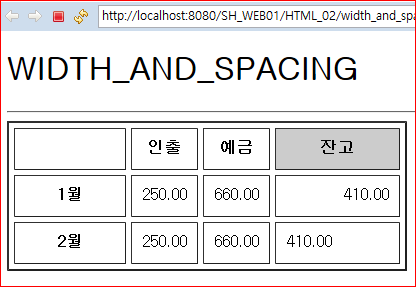 http://localhost:8080/SH_WEB01/HTML_02/width_and_spa
WIDTH_AND_SPACING
인출 예금 잔고
1월 250.00 660.00 410.00
2월 250.00 660.00 410.00